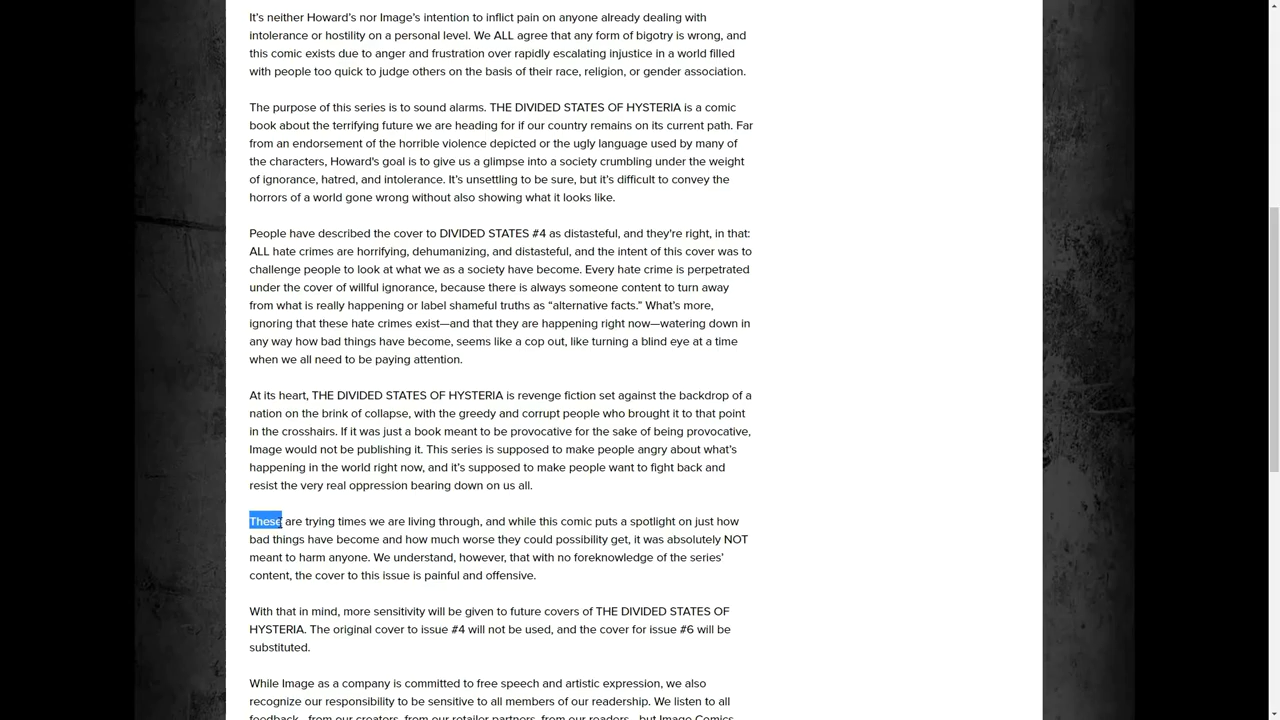 It's neither Howard's nor Image's intention to inflict pain on anyone already dealing with
intolerance or hostility on a personal level. We ALL agree that any form of bigotry is wrong, and
this comic exists due to anger and frustration over rapidly escalating injustice in a world filled
with people too quick to judge others on the basis of their race, religion, or gender association.
The purpose of this series is to sound alarms. THE DIVIDED STATES OF HYSTERIA is a comic
book about the terrifying future we are heading for if our country remains on its current path. Far
from an endorsement of the horrible violence depicted or the ugly language used by many of
the characters, Howard's goal is to give us a glimpse into a society crumbling under the weight
of ignorance, hatred, and intolerance. It's unsettling to be sure, but it's difficult to convey the
horrors of a world gone wrong without also showing what it looks like.
People have described the cover to DIVIDED STATES #4 as distasteful, and they're right, in that:
ALL hate crimes are horrifying, dehumanizing, and distasteful, and the intent of this cover was to
challenge people to look at what we as a society have become. Every hate crime is perpetrated
under the cover of willful ignorance, because there is always someone content to turn away
from what is really happening or label shameful truths as “alternative facts.” What's more,
ignoring that these hate crimes exist—and that they are happening right now—watering down in
any way how bad things have become, seems like a cop out, like turning a blind eye at a time
when we all need to be paying attention.
At its heart, THE DIVIDED STATES OF HYSTERIA is revenge fiction set against the backdrop of a
nation on the brink of collapse, with the greedy and corrupt people who brought it to that point
in the crosshairs. If it was just a book meant to be provocative for the sake of being provocative,
Image would not be publishing it. This series is supposed to make people angry about what's
happening in the world right now, and it's supposed to make people want to fight back and
resist the very real oppression bearing down on us all.
These are trying times we are living through, and while this comic puts a spotlight on just how
bad things have become and how much worse they could possibility get, it was absolutely NOT
meant to harm anyone. We understand, however, that with no foreknowledge of the series'
content, the cover to this issue is painful and offensive.
With that in mind, more sensitivity will be given to future covers of THE DIVIDED STATES OF
HYSTERIA. The original cover to issue #4 will not be used, and the cover for issue #6 will be
substituted.
While Image as a company is committed to free speech and artistic expression, we also
recognize our responsibility to be sensitive to all members of our readership. We listen to all
feedback—from our creators, from our retailer partners, from our readers—but Image Comics